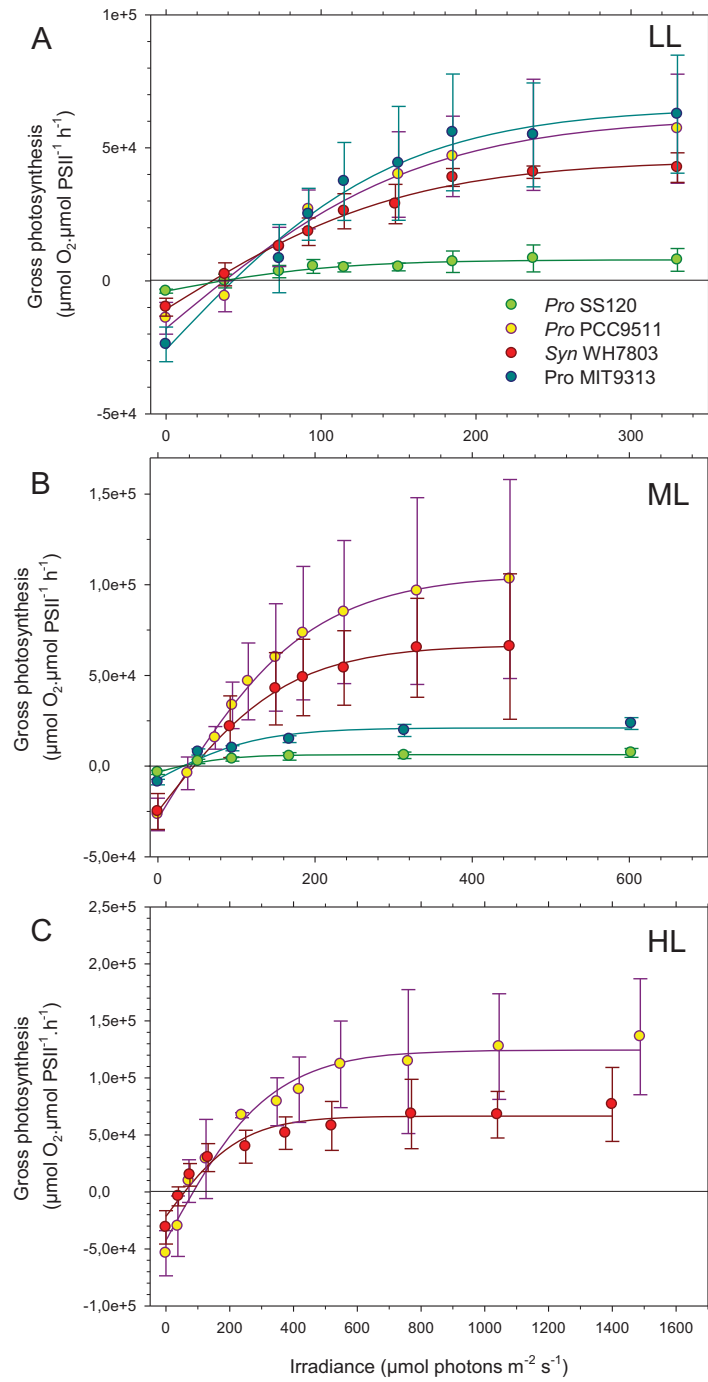 A
LL
1e+5
5e+4
0
-5e+4
Gross photosynthesis
(µmol O₂.µmol PSII⁻¹ h⁻¹)
Pro SS120
Pro PCC9511
Syn WH7803
Pro MIT9313
0 100 200 300
B
ML
1,5e+5
1,0e+5
5,0e+4
0,0
-5,0e+4
Gross photosynthesis
(µmol O₂.µmol PSII⁻¹ h⁻¹)
0 200 400 600
C
HL
2,5e+5
2,0e+5
1,5e+5
1,0e+5
5,0e+4
0,0
-5,0e+4
-1,0e+5
Gross photosynthesis
(µmol O₂.µmol PSII⁻¹.h⁻¹)
0 200 400 600 800 1000 1200 1400
Irradiance (µmol photons m⁻² s⁻¹)